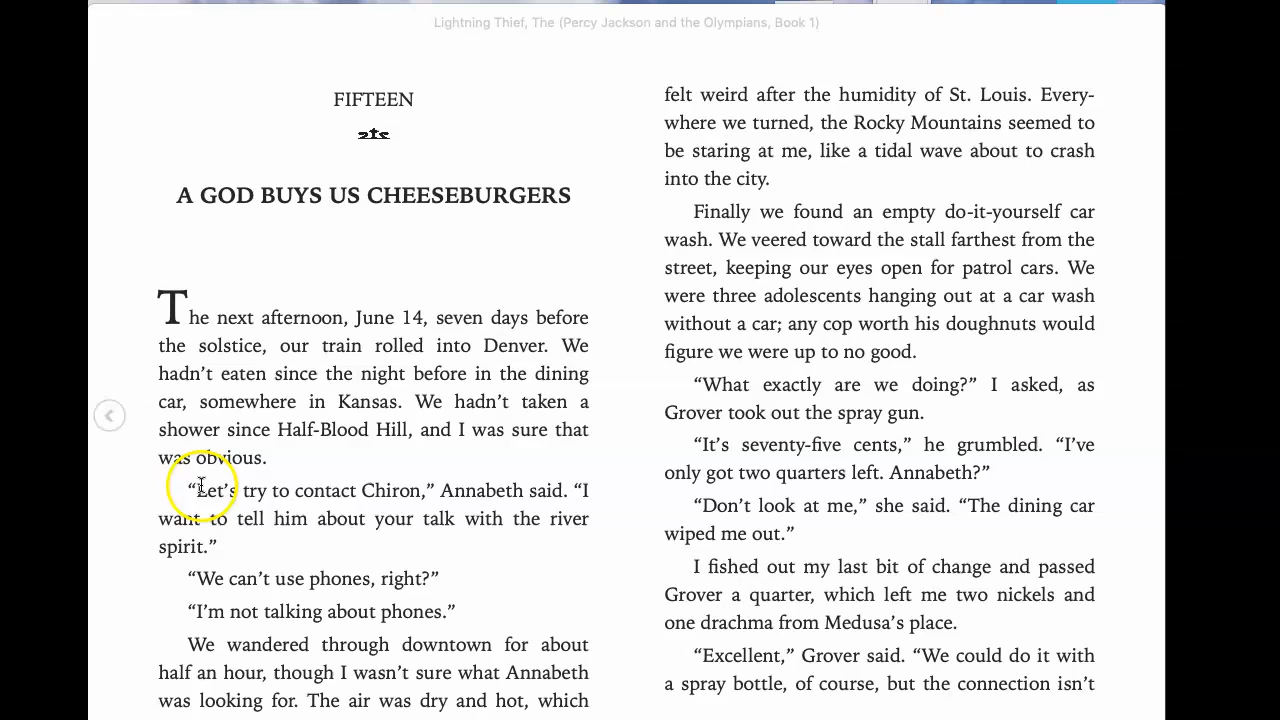 Lightning Thief, The (Percy Jackson and the Olympians, Book 1)
FIFTEEN
A GOD BUYS US CHEESEBURGERS
The next afternoon, June 14, seven days before
the solstice, our train rolled into Denver. We
hadn’t eaten since the night before in the dining
car, somewhere in Kansas. We hadn’t taken a
shower since Half-Blood Hill, and I was sure that
was obvious.
“Let’s try to contact Chiron,” Annabeth said. “I
want to tell him about your talk with the river
spirit.”
“We can’t use phones, right?”
“I’m not talking about phones.”
We wandered through downtown for about
half an hour, though I wasn’t sure what Annabeth
was looking for. The air was dry and hot, which
felt weird after the humidity of St. Louis. Every-
where we turned, the Rocky Mountains seemed to
be staring at me, like a tidal wave about to crash
into the city.
Finally we found an empty do-it-yourself car
wash. We veered toward the stall farthest from the
street, keeping our eyes open for patrol cars. We
were three adolescents hanging out at a car wash
without a car; any cop worth his doughnuts would
figure we were up to no good.
“What exactly are we doing?” I asked, as
Grover took out the spray gun.
“It’s seventy-five cents,” he grumbled. “I’ve
only got two quarters left. Annabeth?”
“Don’t look at me,” she said. “The dining car
wiped me out.”
I fished out my last bit of change and passed
Grover a quarter, which left me two nickels and
one drachma from Medusa’s place.
“Excellent,” Grover said. “We could do it with
a spray bottle, of course, but the connection isn’t